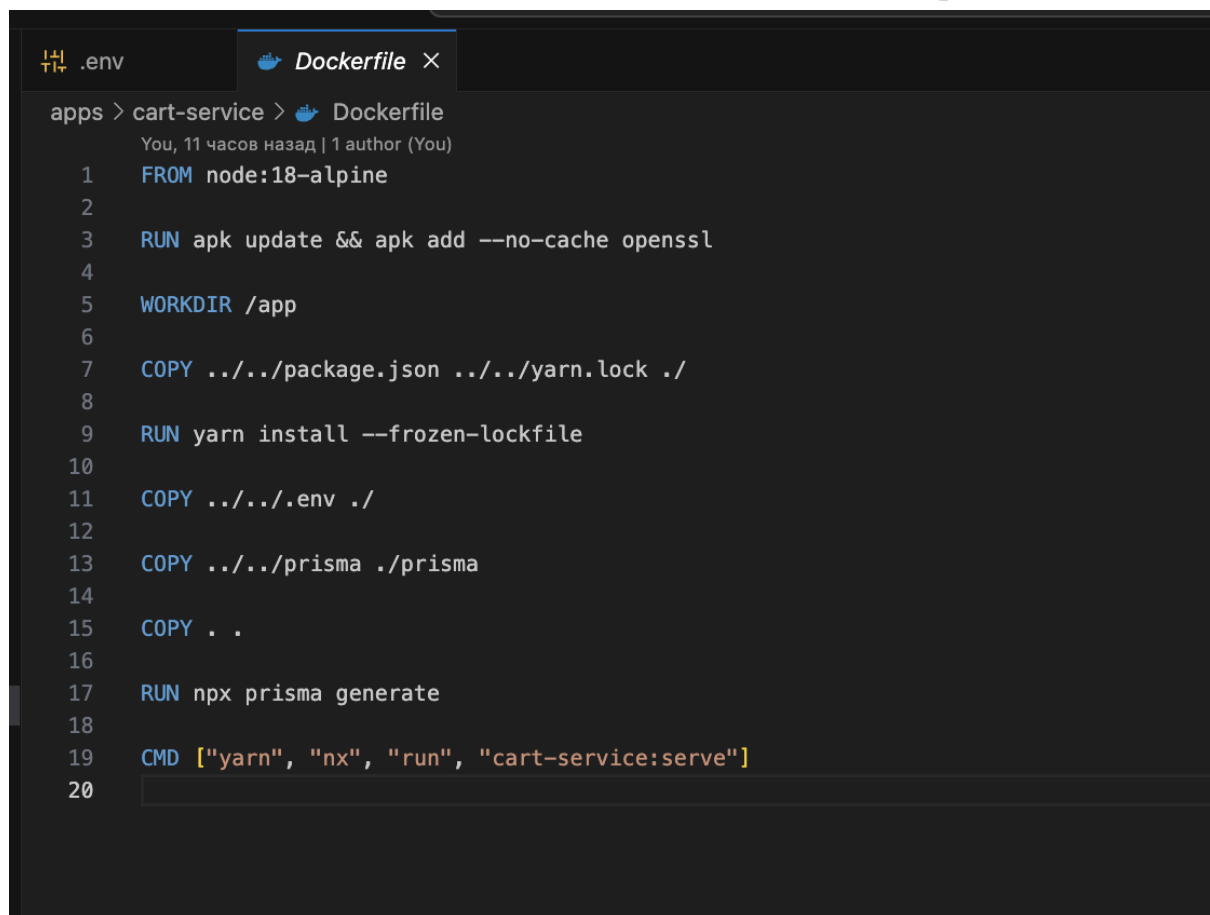 .env Dockerfile
apps > cart-service > Dockerfile
You, 11 часов назад | 1 author (You)
1 FROM node:18-alpine
2
3 RUN apk update && apk add --no-cache openssl
4
5 WORKDIR /app
6
7 COPY ../../package.json ../../yarn.lock ./
8
9 RUN yarn install --frozen-lockfile
10
11 COPY ../../.env ./
12
13 COPY ../../prisma ./prisma
14
15 COPY . .
16
17 RUN npx prisma generate
18
19 CMD ["yarn", "nx", "run", "cart-service:serve"]
20